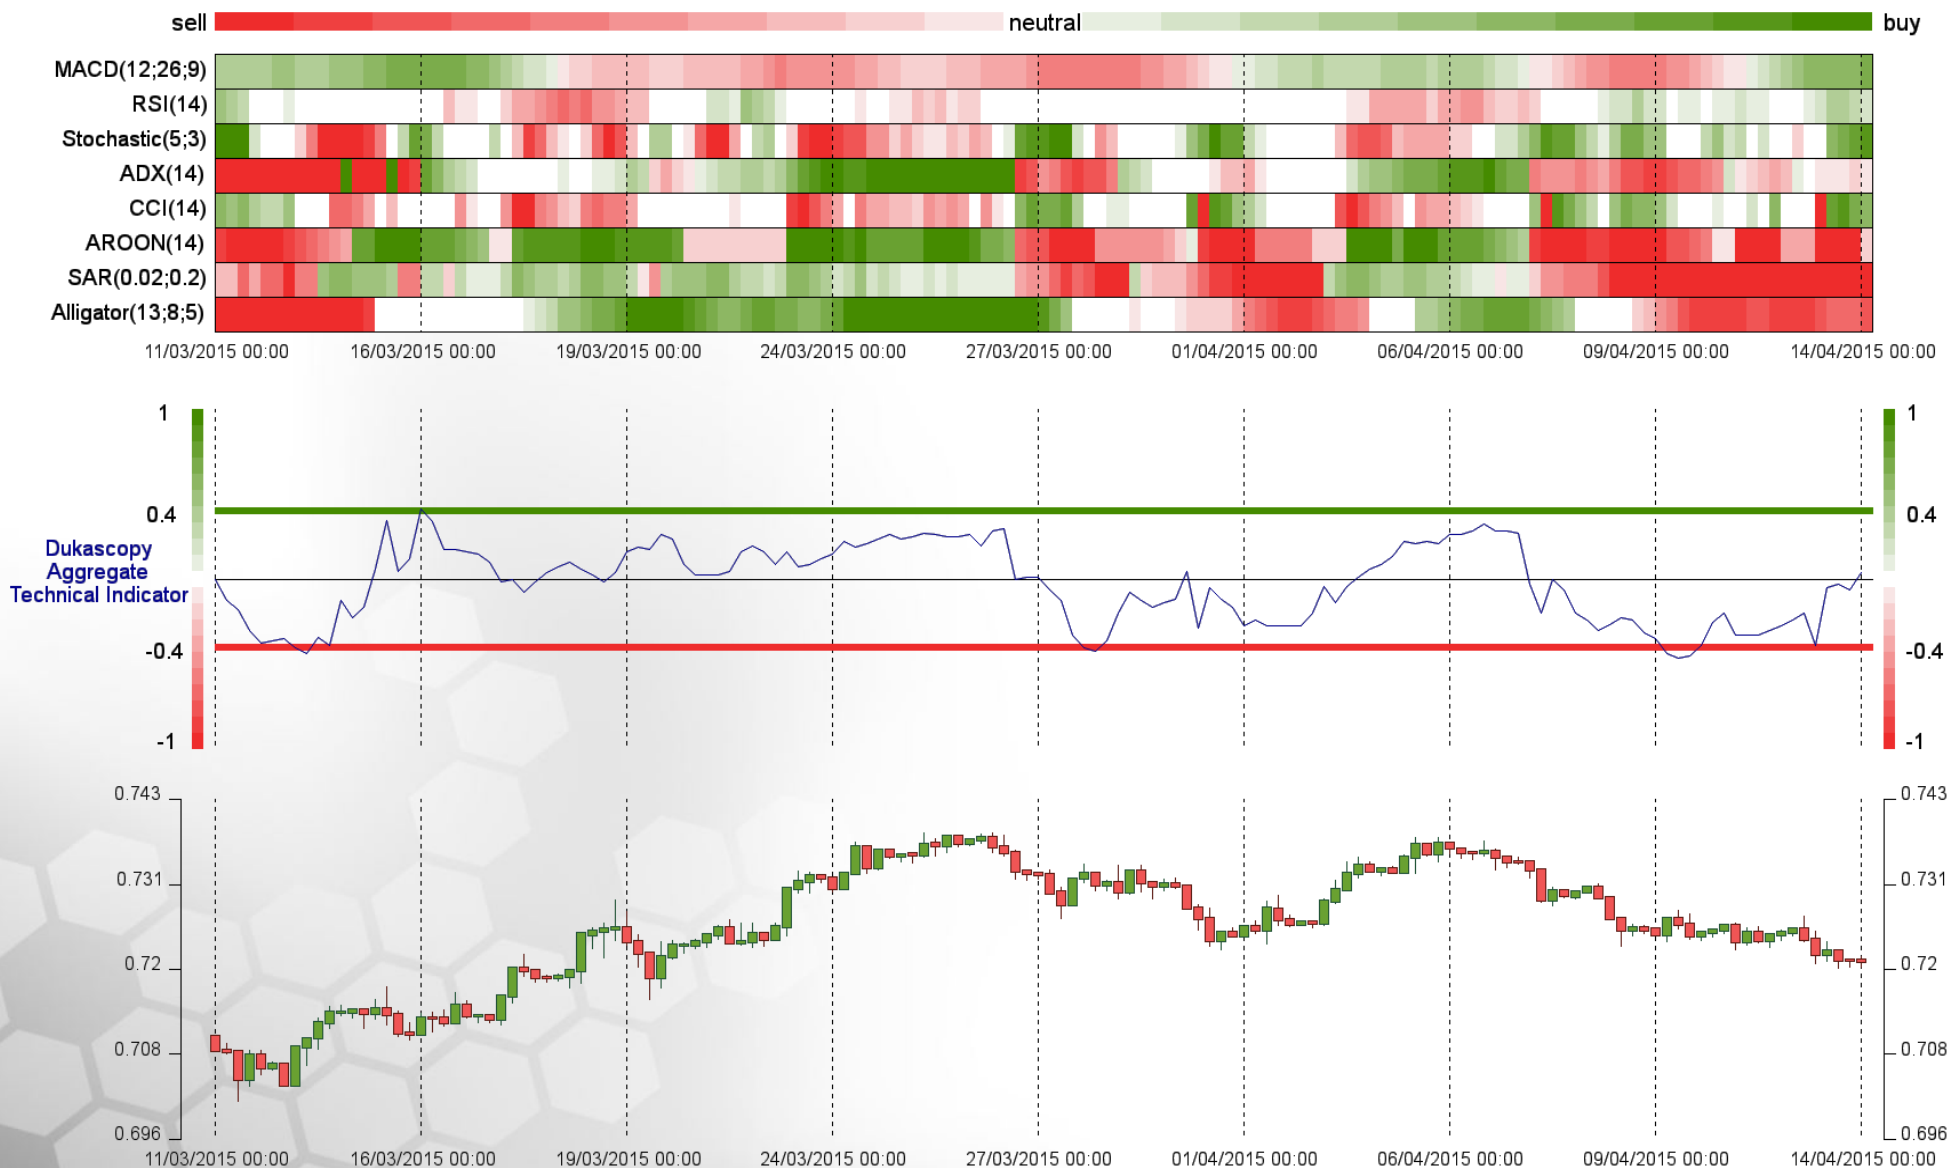 sell neutral buy
MACD(12;26;9)
RSI(14)
Stochastic(5;3)
ADX(14)
CCI(14)
AROON(14)
SAR(0.02;0.2)
Alligator(13;8;5)
11/03/2015 00:00 16/03/2015 00:00 19/03/2015 00:00 24/03/2015 00:00 27/03/2015 00:00 01/04/2015 00:00 06/04/2015 00:00 09/04/2015 00:00 14/04/2015 00:00
1 1
0.4 0.4
Dukascopy
Aggregate
Technical Indicator
-0.4 -0.4
-1 -1
0.743 0.743
0.731 0.731
0.72 0.72
0.708 0.708
0.696 0.696
11/03/2015 00:00 16/03/2015 00:00 19/03/2015 00:00 24/03/2015 00:00 27/03/2015 00:00 01/04/2015 00:00 06/04/2015 00:00 09/04/2015 00:00 14/04/2015 00:00